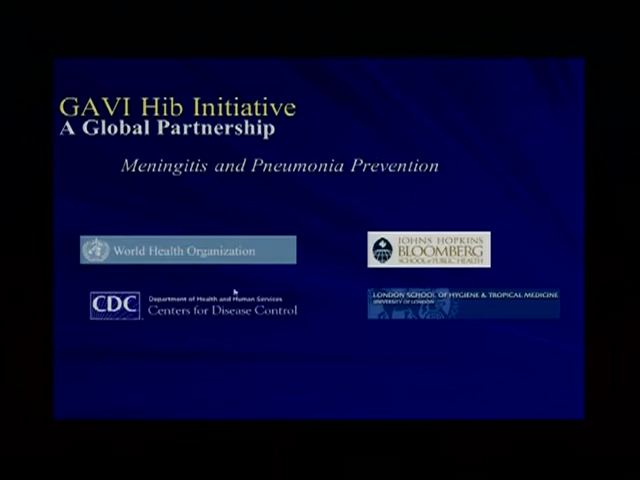 GAVI Hib Initiative
A Global Partnership
Meningitis and Pneumonia Prevention
World Health Organization
JOHNS HOPKINS
BLOOMBERG
SCHOOL of PUBLIC HEALTH
CDC
Department of Health and Human Services
Centers for Disease Control
LONDON SCHOOL OF HYGIENE & TROPICAL MEDICINE
UNIVERSITY OF LONDON